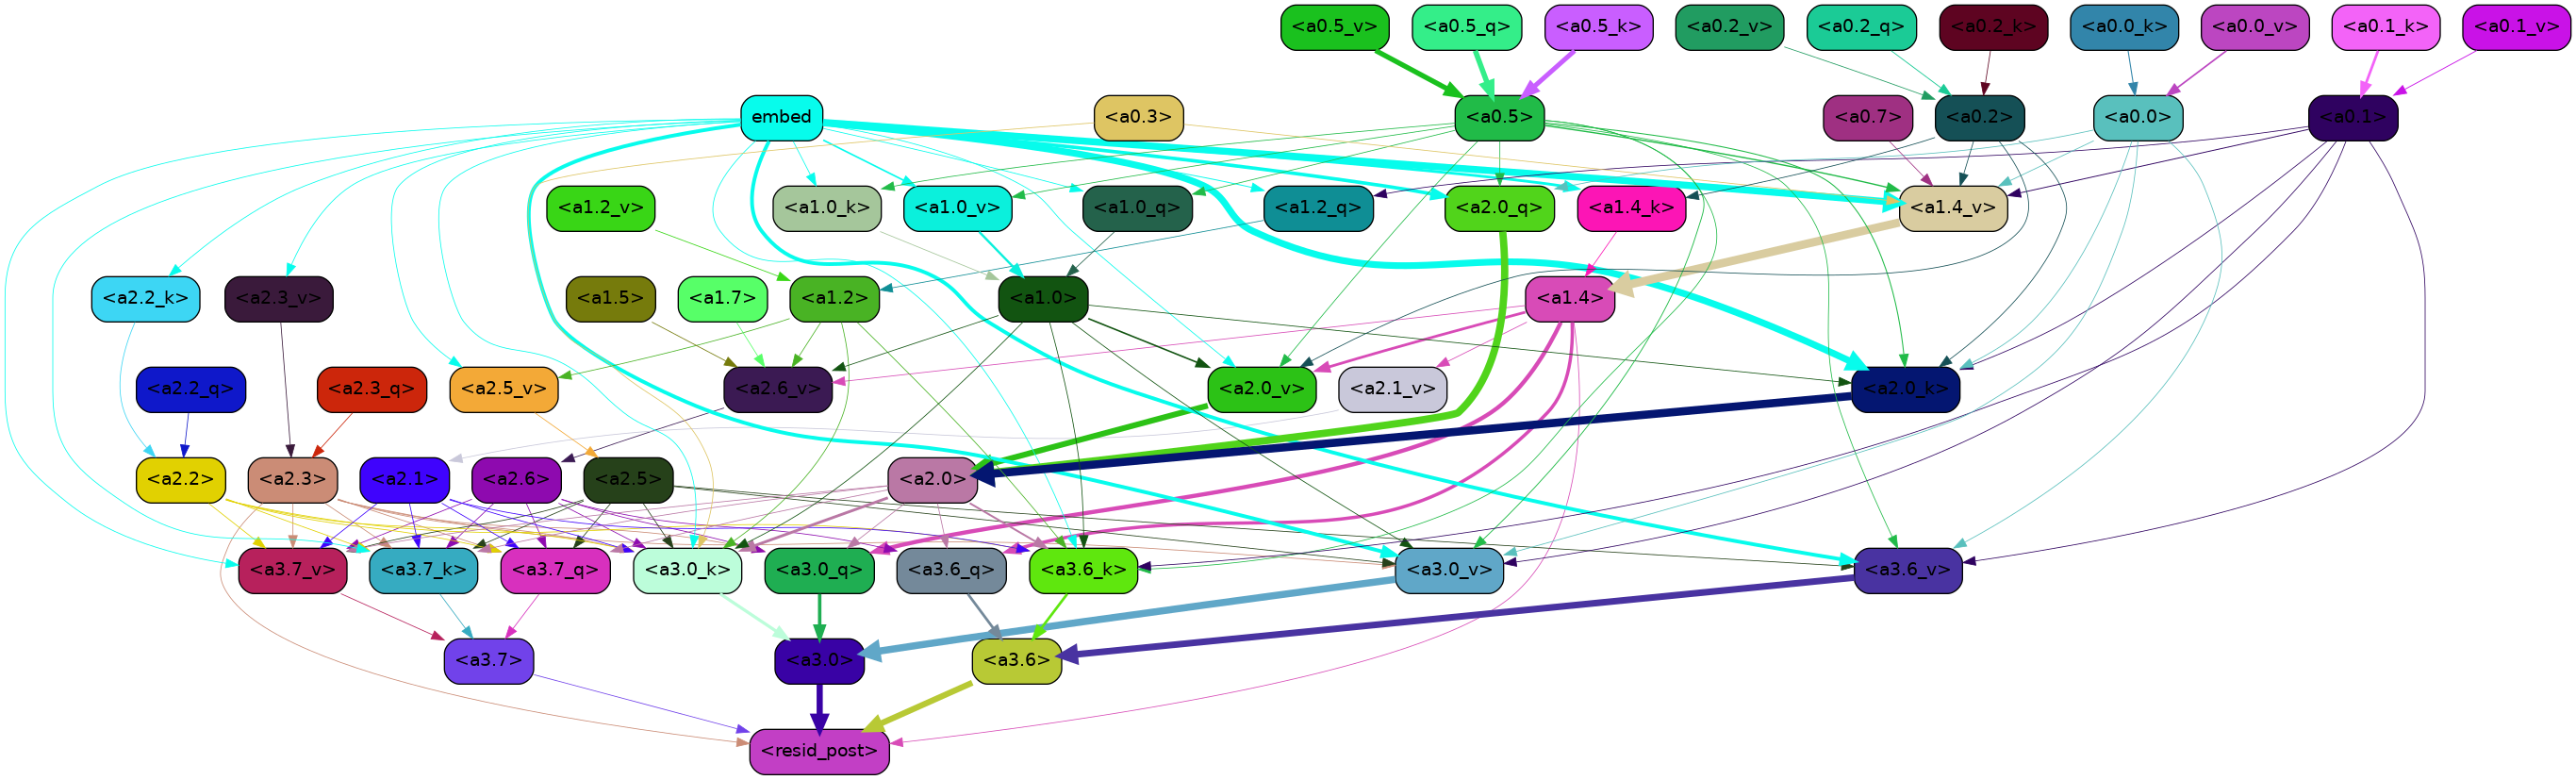 <a0.5_v> <a0.5_q> <a0.5_k> <a0.2_v> <a0.2_q> <a0.2_k> <a0.0_k> <a0.0_v> <a0.1_k> <a0.1_v>
embed <a0.3> <a0.5> <a0.7> <a0.2> <a0.0> <a0.1>
<a1.2_v> <a1.0_k> <a1.0_v> <a1.0_q> <a1.2_q> <a2.0_q> <a1.4_k> <a1.4_v>
<a2.2_k> <a2.3_v> <a1.5> <a1.7> <a1.2> <a1.0> <a1.4>
<a2.2_q> <a2.3_q> <a2.5_v> <a2.6_v> <a2.0_v> <a2.1_v> <a2.0_k>
<a2.2> <a2.3> <a2.1> <a2.6> <a2.5> <a2.0>
<a3.7_v> <a3.7_k> <a3.7_q> <a3.0_k> <a3.0_q> <a3.6_q> <a3.6_k> <a3.0_v> <a3.6_v>
<a3.7> <a3.0> <a3.6>
<resid_post>